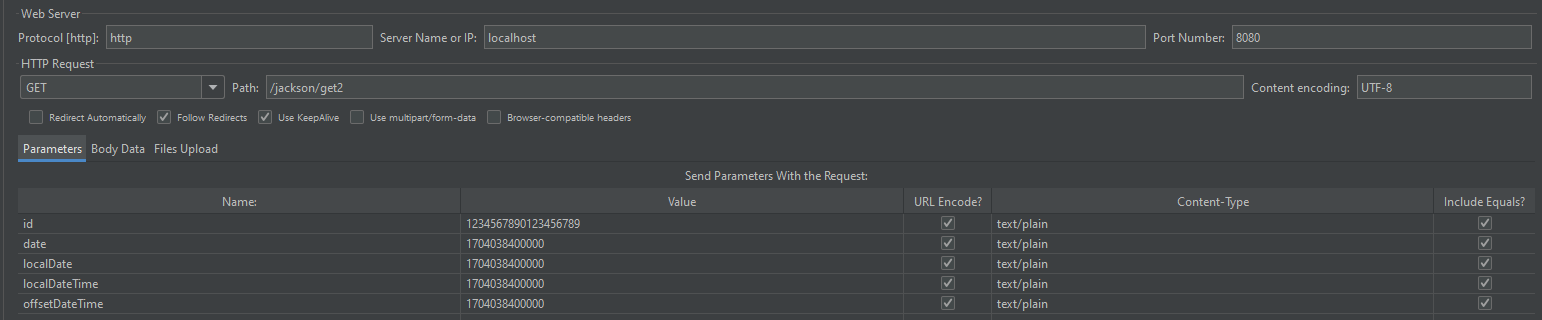 Web Server
Protocol [http]: http Server Name or IP: localhost Port Number: 8080
HTTP Request
GET Path: /jackson/get2 Content encoding: UTF-8
Redirect Automatically Follow Redirects Use KeepAlive Use multipart/form-data Browser-compatible headers
Parameters Body Data Files Upload
Send Parameters With the Request:
Name: Value URL Encode? Content-Type Include Equals?
id 1234567890123456789 text/plain
date 1704038400000 text/plain
localDate 1704038400000 text/plain
localDateTime 1704038400000 text/plain
offsetDateTime 1704038400000 text/plain